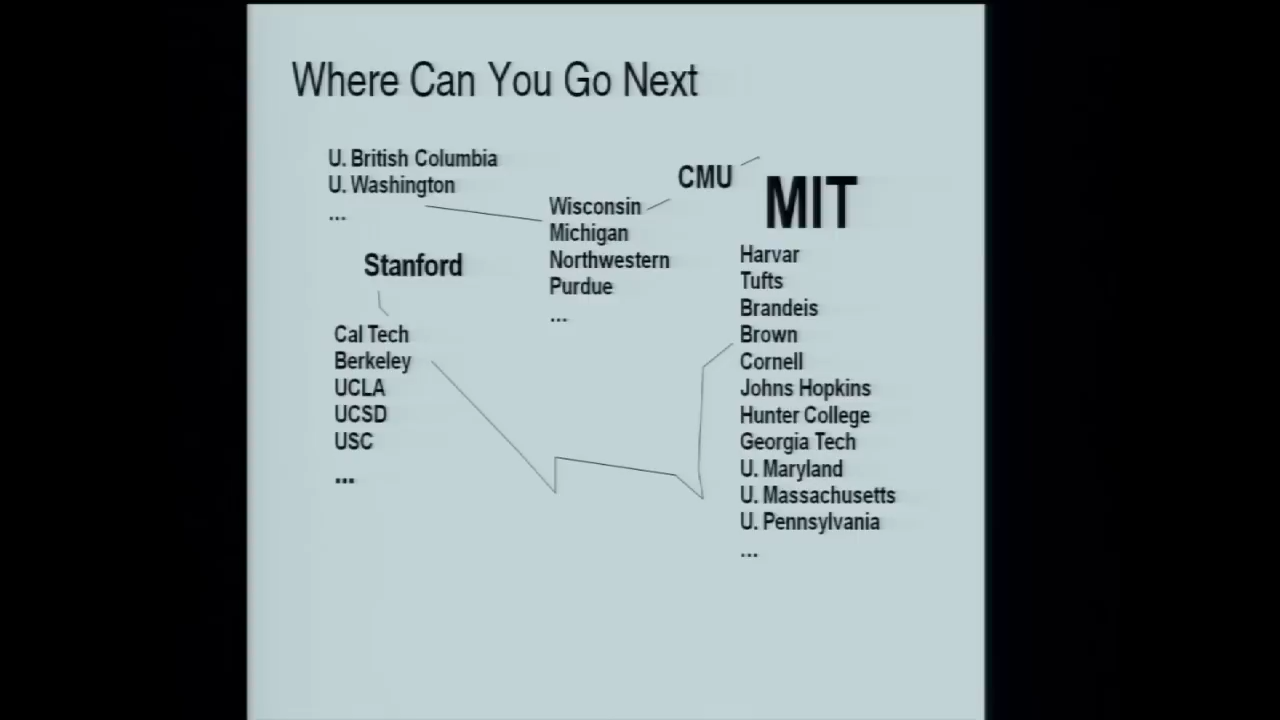 Where Can You Go Next
U. British Columbia
U. Washington
...
Stanford
Cal Tech
Berkeley
UCLA
UCSD
USC
...
Wisconsin
Michigan
Northwestern
Purdue
...
CMU
MIT
Harvar
Tufts
Brandeis
Brown
Cornell
Johns Hopkins
Hunter College
Georgia Tech
U. Maryland
U. Massachusetts
U. Pennsylvania
...